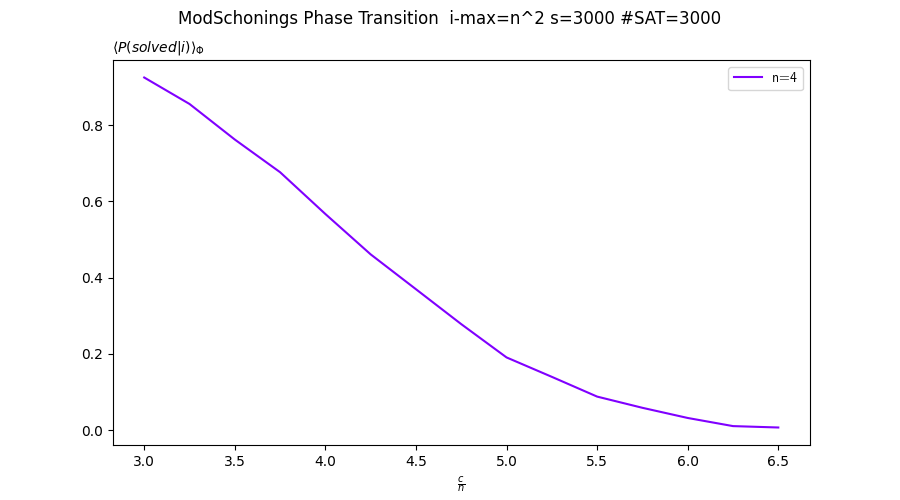 ModSchonings Phase Transition  i-max=n^2 s=3000 #SAT=3000
⟨P(solved|i)⟩Φ
n=4
0.8
0.6
0.4
0.2
0.0
3.0 3.5 4.0 4.5 5.0 5.5 6.0 6.5
c/n